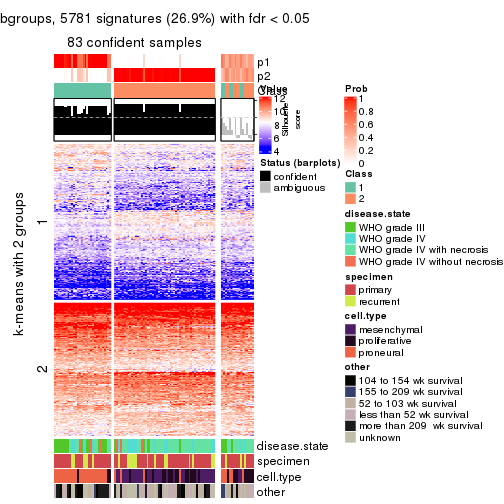 bgroups, 5781 signatures (26.9%) with fdr < 0.05
83 confident samples
p1
p2
Class
Silhouette
score
k-means with 2 groups
1
2
Value
12
10
8
6
4
Status (barplots)
confident
ambiguous
Prob
1
0.8
0.6
0.4
0.2
0
Class
1
2
disease.state
WHO grade III
WHO grade IV
WHO grade IV with necrosis
WHO grade IV without necrosis
specimen
primary
recurrent
cell.type
mesenchymal
proliferative
proneural
other
104 to 154 wk survival
155 to 209 wk survival
52 to 103 wk survival
less than 52 wk survival
more than 209 wk survival
unknown
disease.state
specimen
cell.type
other